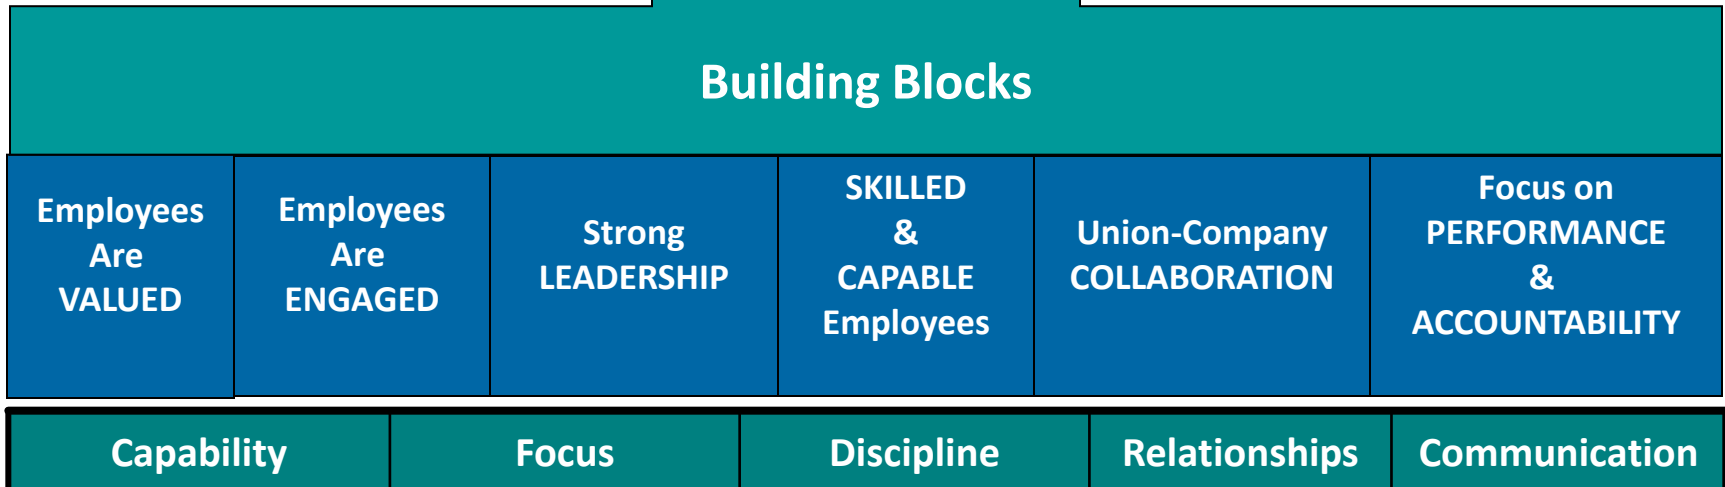 Building Blocks
Employees
Are
VALUED
Employees
Are
ENGAGED
Strong
LEADERSHIP
SKILLED
&
CAPABLE
Employees
Union-Company
COLLABORATION
Focus on
PERFORMANCE
&
ACCOUNTABILITY
Capability
Focus
Discipline
Relationships
Communication